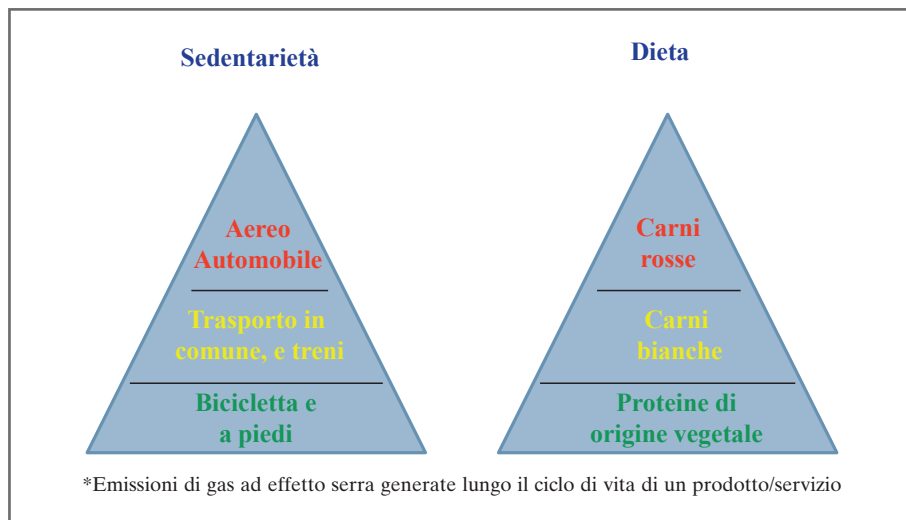 Sedentarietà
Aereo
Automobile
Trasporto in
comune, e treni
Bicicletta e
a piedi
Dieta
Carni
rosse
Carni
bianche
Proteine di
origine vegetale
*Emissioni di gas ad effetto serra generate lungo il ciclo di vita di un prodotto/servizio